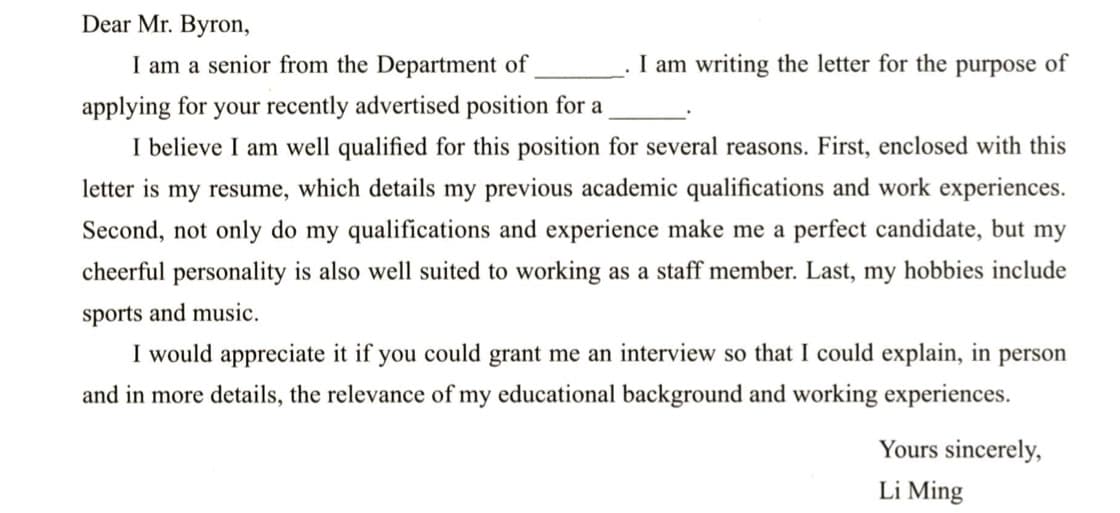 Dear Mr. Byron,
I am a senior from the Department of ________. I am writing the letter for the purpose of
applying for your recently advertised position for a _______.
I believe I am well qualified for this position for several reasons. First, enclosed with this
letter is my resume, which details my previous academic qualifications and work experiences.
Second, not only do my qualifications and experience make me a perfect candidate, but my
cheerful personality is also well suited to working as a staff member. Last, my hobbies include
sports and music.
I would appreciate it if you could grant me an interview so that I could explain, in person
and in more details, the relevance of my educational background and working experiences.
Yours sincerely,
Li Ming